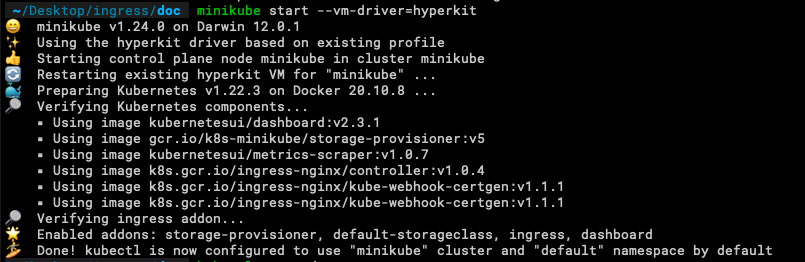 ~/Desktop/ingress/doc minikube start --vm-driver=hyperkit
😄 minikube v1.24.0 on Darwin 12.0.1
✨ Using the hyperkit driver based on existing profile
👍 Starting control plane node minikube in cluster minikube
🔄 Restarting existing hyperkit VM for "minikube" ...
🐳 Preparing Kubernetes v1.22.3 on Docker 20.10.8 ...
🔎 Verifying Kubernetes components...
▪ Using image kubernetesui/dashboard:v2.3.1
▪ Using image gcr.io/k8s-minikube/storage-provisioner:v5
▪ Using image kubernetesui/metrics-scraper:v1.0.7
▪ Using image k8s.gcr.io/ingress-nginx/controller:v1.0.4
▪ Using image k8s.gcr.io/ingress-nginx/kube-webhook-certgen:v1.1.1
▪ Using image k8s.gcr.io/ingress-nginx/kube-webhook-certgen:v1.1.1
🔎 Verifying ingress addon...
🌟 Enabled addons: storage-provisioner, default-storageclass, ingress, dashboard
🏄 Done! kubectl is now configured to use "minikube" cluster and "default" namespace by default